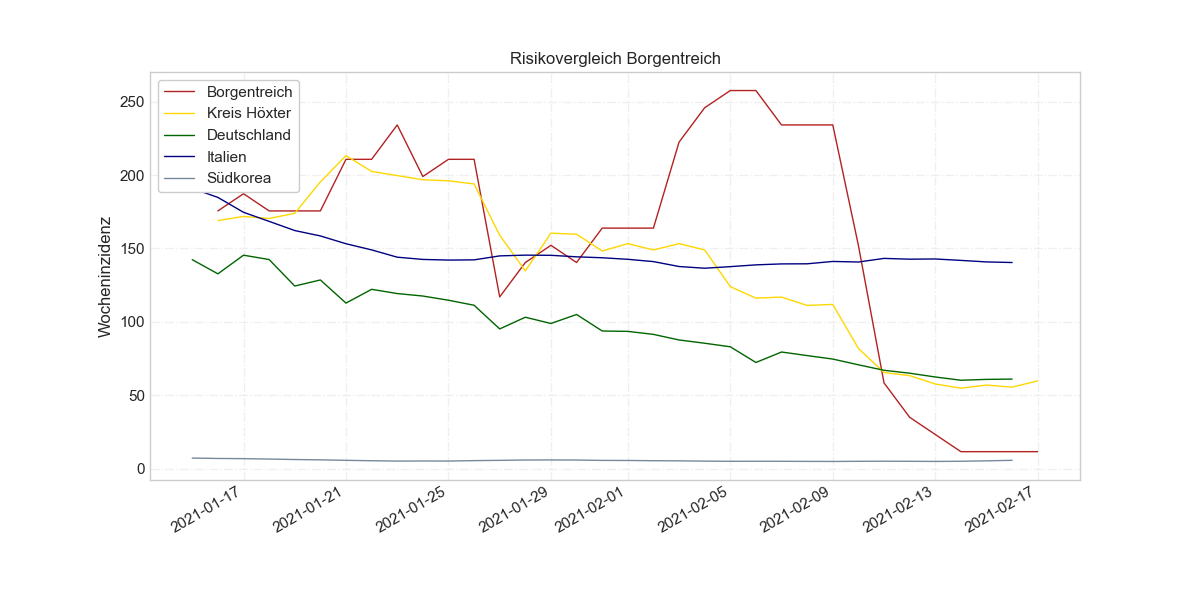 Risikovergleich Borgentreich
Borgentreich
Kreis Höxter
Deutschland
Italien
Südkorea
Wocheninzidenz
250
200
150
100
50
0
2021-01-17
2021-01-21
2021-01-25
2021-01-29
2021-02-01
2021-02-05
2021-02-09
2021-02-13
2021-02-17